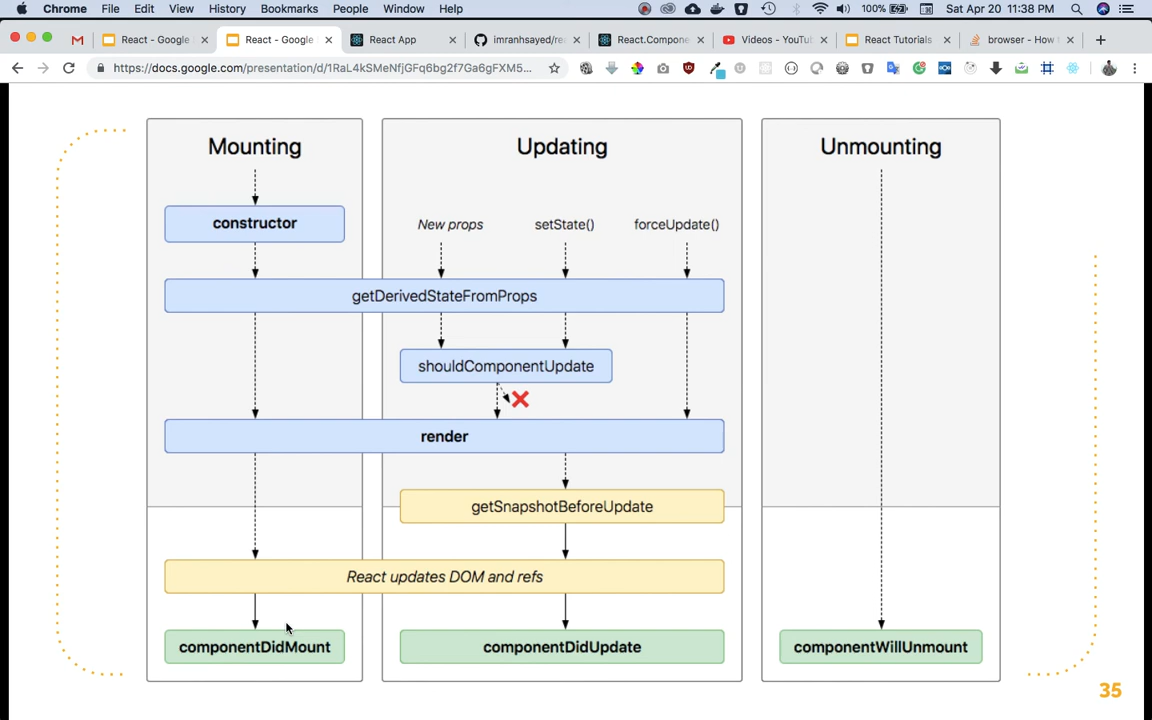 Chrome File Edit View History Bookmarks People Window Help 100% Sat Apr 20 11:38 PM
React - Google React - Google React App imranhsayed/re React.Compone Videos - YouTu React Tutorials browser - How
https://docs.google.com/presentation/d/1RaL4kSMeNfjGFq6bg2f7Ga6gFXM5...
Mounting Updating Unmounting
constructor New props setState() forceUpdate()
getDerivedStateFromProps
shouldComponentUpdate
render
getSnapshotBeforeUpdate
React updates DOM and refs
componentDidMount componentDidUpdate componentWillUnmount
35